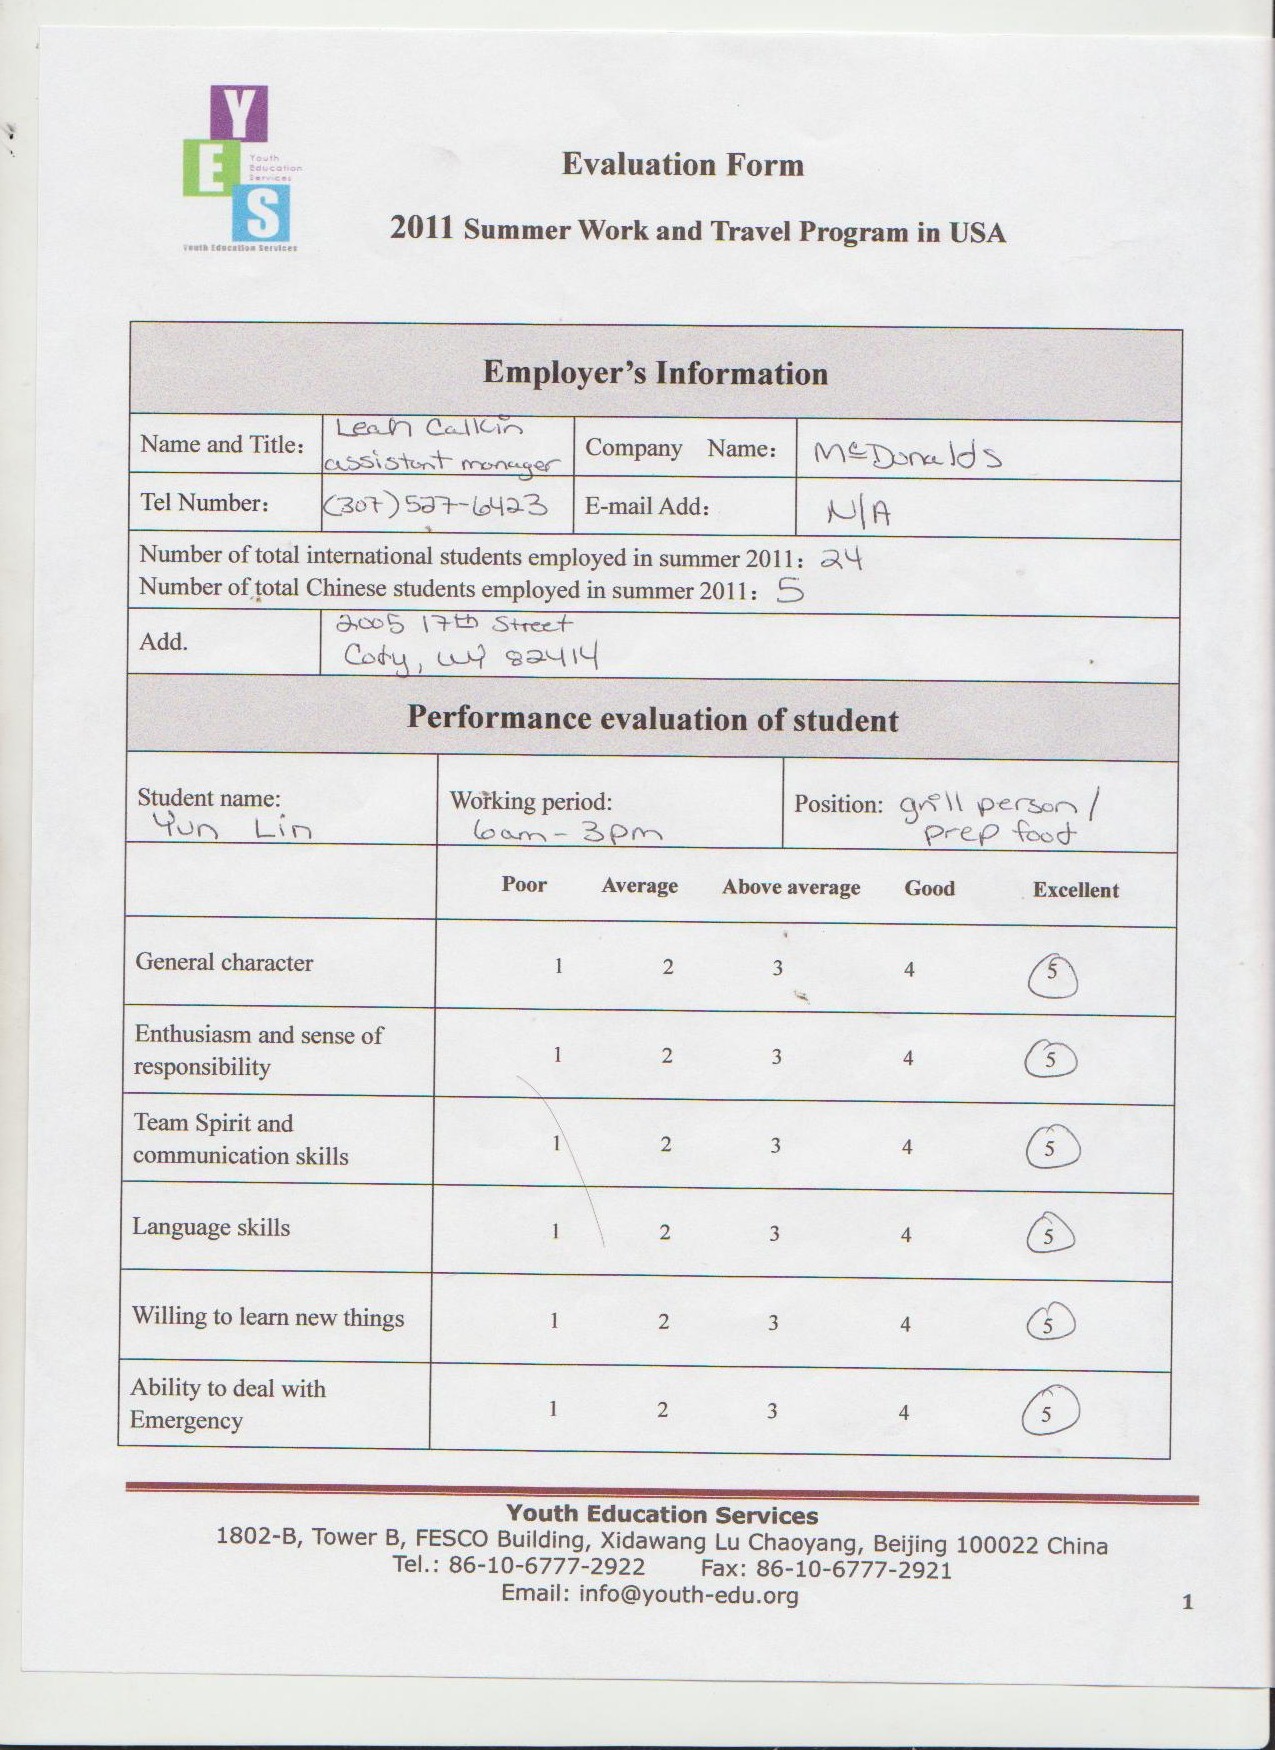 Y
E
S
Youth
Education
Services
Youth Education Services
Evaluation Form
2011 Summer Work and Travel Program in USA
Employer's Information
Name and Title: Leah Calkin
assistant manager
Company Name: McDonalds
Tel Number: (307)527-6423
E-mail Add: N/A
Number of total international students employed in summer 2011: 24
Number of total Chinese students employed in summer 2011: 5
Add. 2005 17th Street
Cody, WY 82414
Performance evaluation of student
Student name:
Yun Lin
Working period:
6am - 3pm
Position: grill person /
prep food
Poor Average Above average Good Excellent
General character 1 2 3 4 5
Enthusiasm and sense of
responsibility 1 2 3 4 5
Team Spirit and
communication skills 1 2 3 4 5
Language skills 1 2 3 4 5
Willing to learn new things 1 2 3 4 5
Ability to deal with
Emergency 1 2 3 4 5
Youth Education Services
1802-B, Tower B, FESCO Building, Xidawang Lu Chaoyang, Beijing 100022 China
Tel.: 86-10-6777-2922 Fax: 86-10-6777-2921
Email: info@youth-edu.org
1